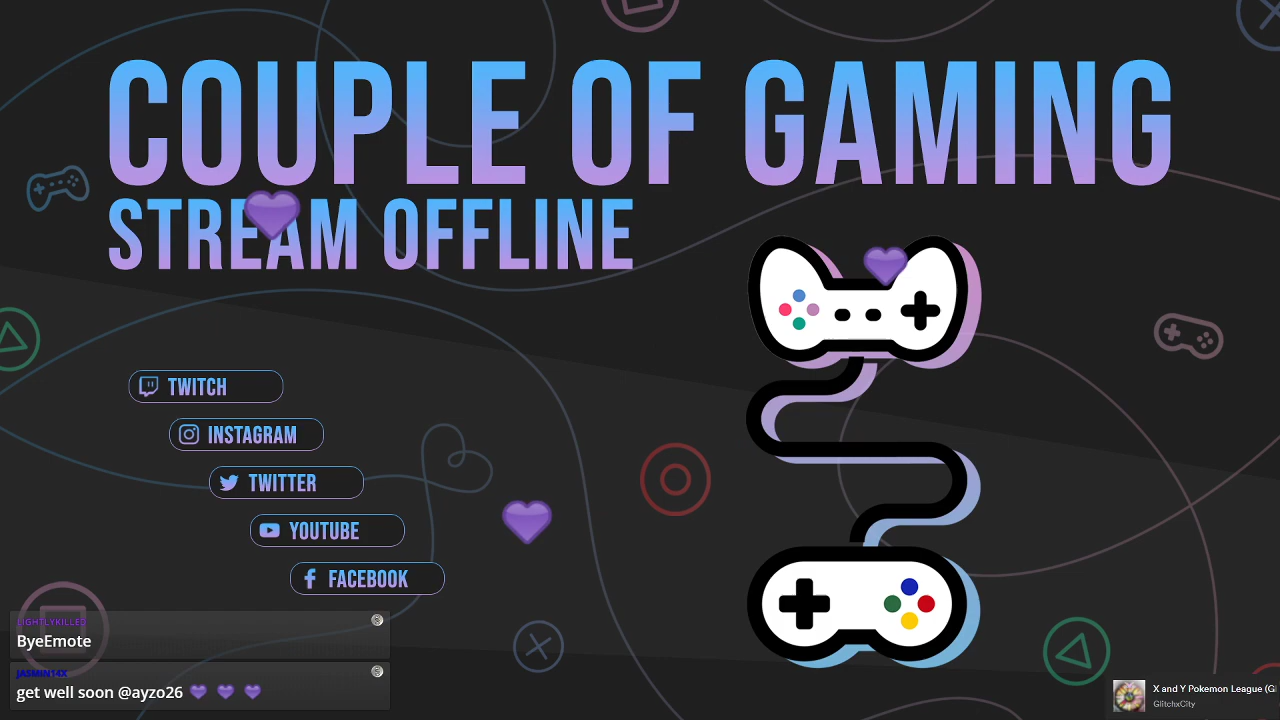 COUPLE OF GAMING
STREAM OFFLINE
TWITCH
INSTAGRAM
TWITTER
YOUTUBE
FACEBOOK
LIGHTLYKILLED
ByeEmote
JASMIN14X
get well soon @ayzo26 💜 💜 💜
X and Y Pokemon League (G
GlitchxCity